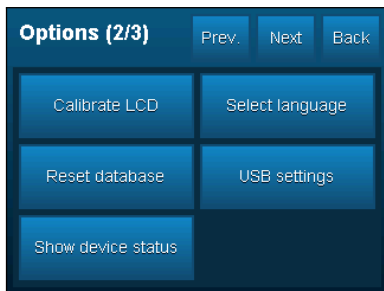 Options (2/3)
Prev.
Next
Back
Calibrate LCD
Select language
Reset database
USB settings
Show device status